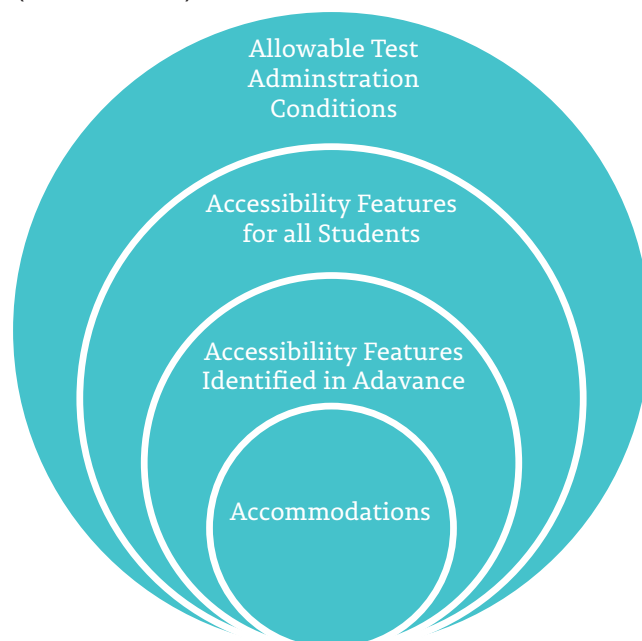 Allowable Test
Adminstration
Conditions
Accessibility Features
for all Students
Accessibiliity Features
Identified in Adavance
Accommodations